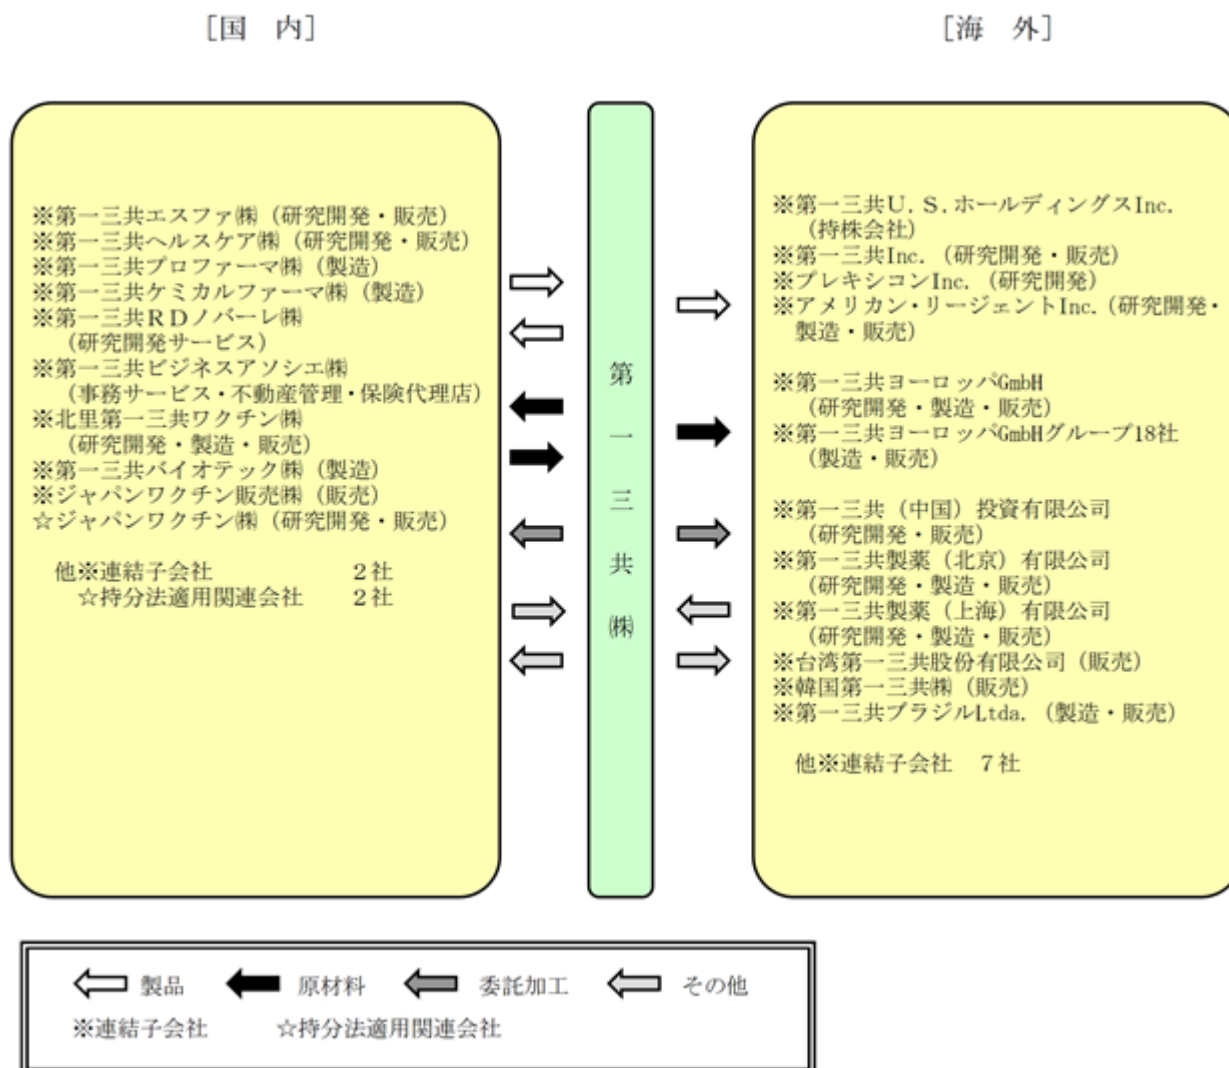 ［国　内］
［海　外］
※第一三共エスファ㈱（研究開発・販売）
※第一三共ヘルスケア㈱（研究開発・販売）
※第一三共プロファーマ㈱（製造）
※第一三共ケミカルファーマ㈱（製造）
※第一三共ＲＤノバーレ㈱
（研究開発サービス）
※第一三共ビジネスアソシエ㈱
（事務サービス・不動産管理・保険代理店）
※北里第一三共ワクチン㈱
（研究開発・製造・販売）
※第一三共バイオテック㈱（製造）
※ジャパンワクチン販売㈱（販売）
☆ジャパンワクチン㈱（研究開発・販売）
他※連結子会社　２社
☆持分法適用関連会社　２社
第一三共㈱
※第一三共Ｕ．Ｓ．ホールディングスInc.
（持株会社）
※第一三共Inc.（研究開発・販売）
※プレキシコンInc.（研究開発）
※アメリカン・リージェントInc.（研究開発・
製造・販売）
※第一三共ヨーロッパGmbH
（研究開発・製造・販売）
※第一三共ヨーロッパGmbHグループ18社
（製造・販売）
※第一三共（中国）投資有限公司
（研究開発・販売）
※第一三共製薬（北京）有限公司
（研究開発・製造・販売）
※第一三共製薬（上海）有限公司
（研究開発・製造・販売）
※台湾第一三共股份有限公司（販売）
※韓国第一三共㈱（販売）
※第一三共ブラジルLtda.（製造・販売）
他※連結子会社　７社
製品　原材料　委託加工　その他
※連結子会社　☆持分法適用関連会社